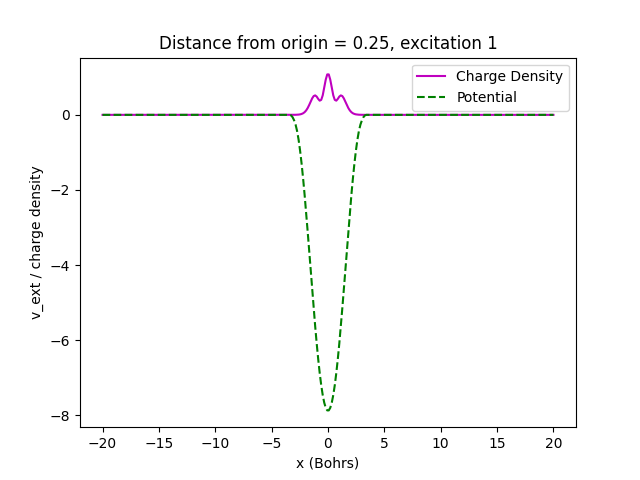 Distance from origin = 0.25, excitation 1
Charge Density
Potential
v_ext / charge density
0
−2
−4
−6
−8
−20
−15
−10
−5
0
5
10
15
20
x (Bohrs)